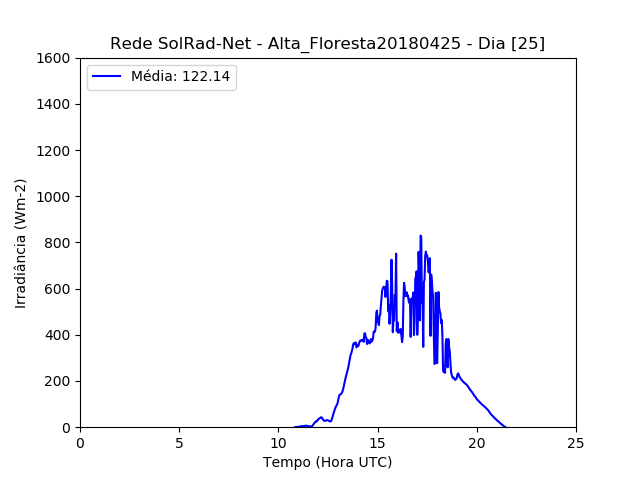 Rede SolRad-Net - Alta_Floresta20180425 - Dia [25]
Média: 122.14
1600
1400
1200
1000
800
600
400
200
0
Irradiância (Wm-2)
0 5 10 15 20 25
Tempo (Hora UTC)